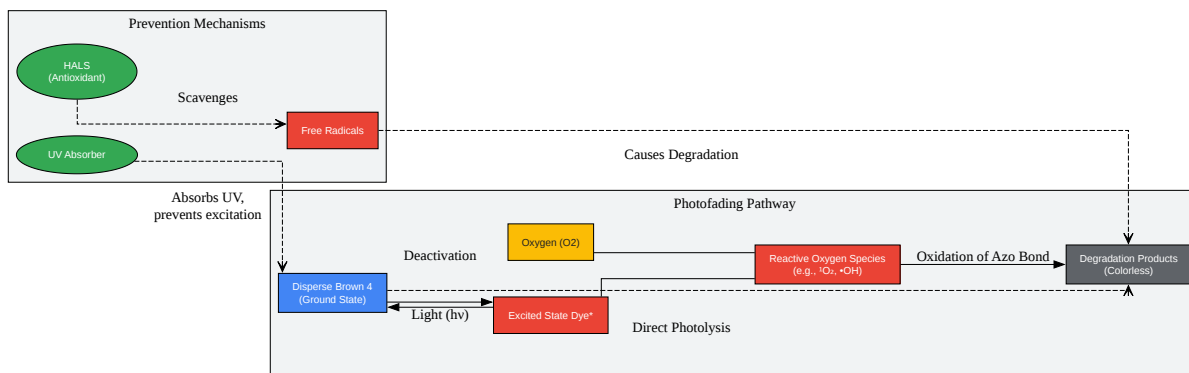 Prevention Mechanisms
HALS
(Antioxidant)
Scavenges
Free Radicals
UV Absorber
Causes Degradation
Absorbs UV,
prevents excitation
Photofading Pathway
Oxygen (O2)
Deactivation
Reactive Oxygen Species
(e.g., ¹O₂, •OH)
Oxidation of Azo Bond
Degradation Products
(Colorless)
Disperse Brown 4
(Ground State)
Light (hν)
Excited State Dye*
Direct Photolysis